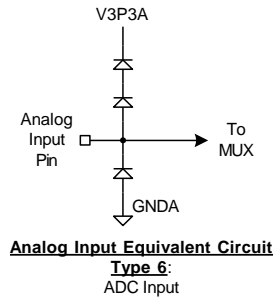 V3P3A
Analog
Input
Pin
To
MUX
GNDA
Analog Input Equivalent Circuit
Type 6:
ADC Input